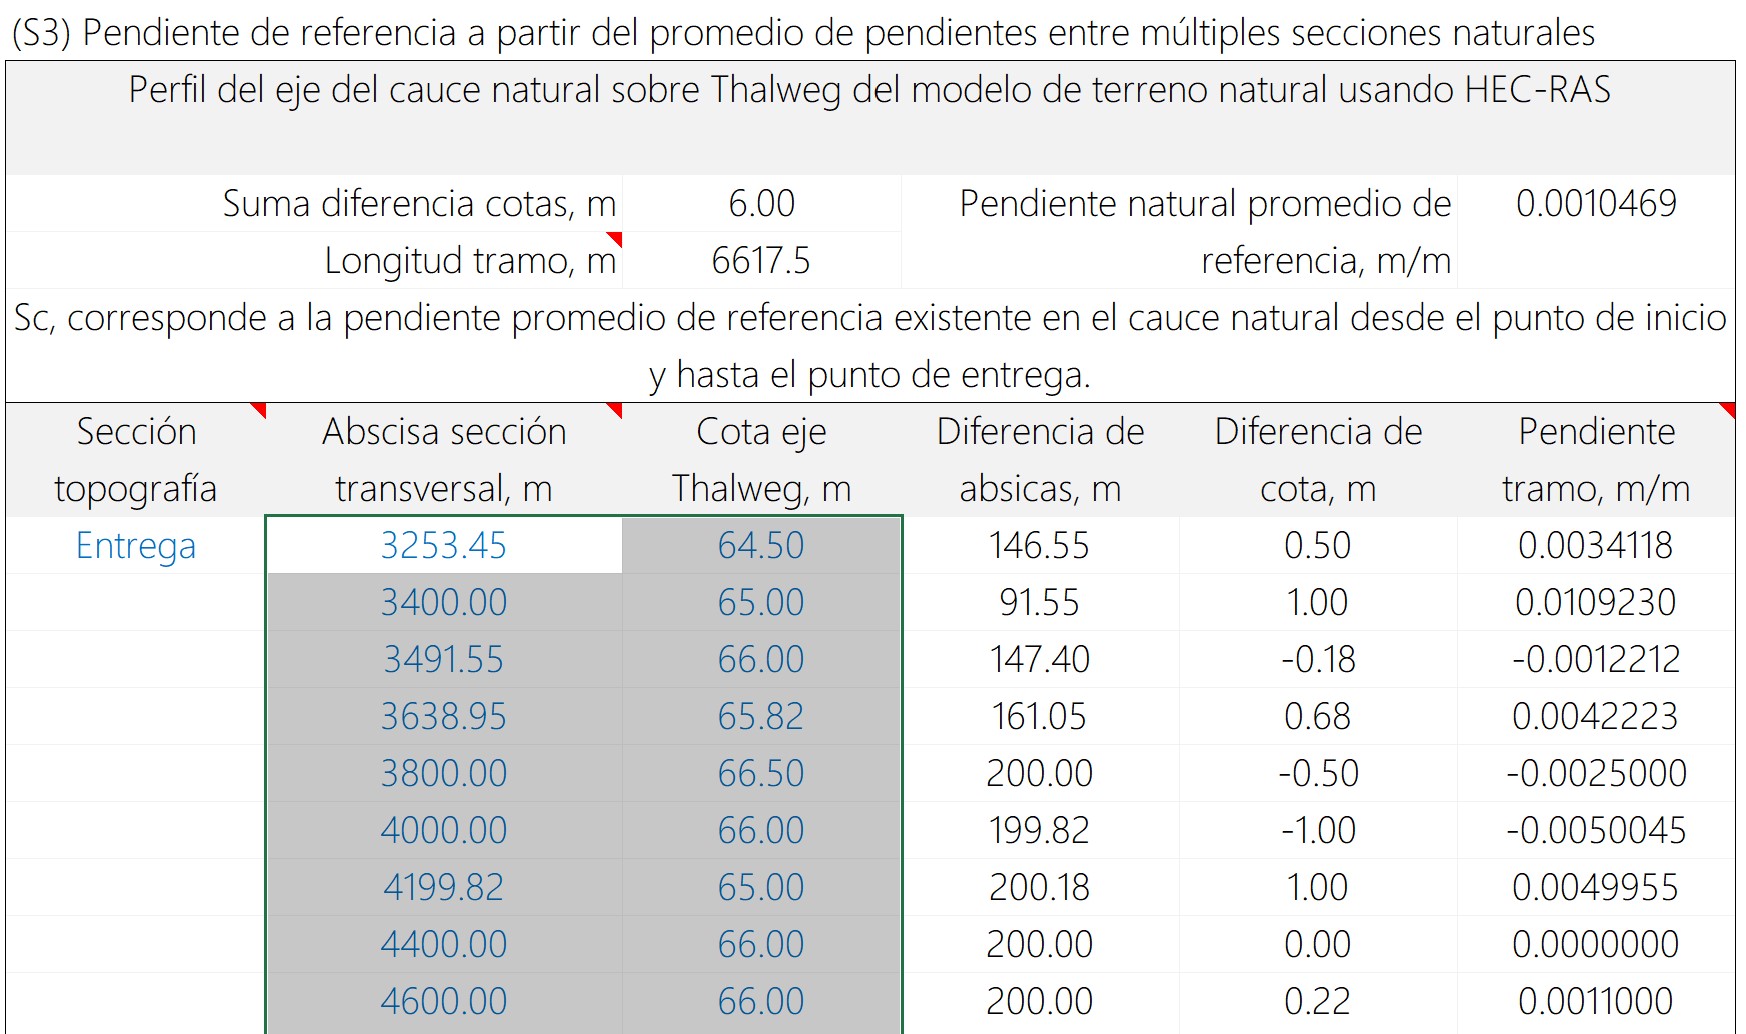 (S3) Pendiente de referencia a partir del promedio de pendientes entre múltiples secciones naturales
Perfil del eje del cauce natural sobre Thalweg del modelo de terreno natural usando HEC-RAS
Suma diferencia cotas, m 6.00 Pendiente natural promedio de 0.0010469
Longitud tramo, m 6617.5 referencia, m/m
Sc, corresponde a la pendiente promedio de referencia existente en el cauce natural desde el punto de inicio
y hasta el punto de entrega.
Sección Abscisa sección Cota eje Diferencia de Diferencia de Pendiente
topografía transversal, m Thalweg, m absicas, m cota, m tramo, m/m
Entrega 3253.45 64.50 146.55 0.50 0.0034118
3400.00 65.00 91.55 1.00 0.0109230
3491.55 66.00 147.40 -0.18 -0.0012212
3638.95 65.82 161.05 0.68 0.0042223
3800.00 66.50 200.00 -0.50 -0.0025000
4000.00 66.00 199.82 -1.00 -0.0050045
4199.82 65.00 200.18 1.00 0.0049955
4400.00 66.00 200.00 0.00 0.0000000
4600.00 66.00 200.00 0.22 0.0011000